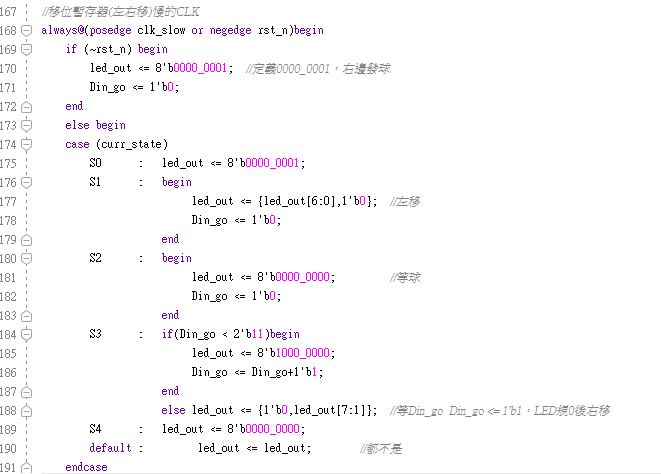 167 //移位暫存器(左右移)慢的CLK
168 always@(posedge clk_slow or negedge rst_n)begin
169 if (~rst_n) begin
170 led_out <= 8'b0000_0001; //定義0000_0001，右邊發球
171 Din_go <= 1'b0;
172 end
173 else begin
174 case (curr_state)
175 S0 : led_out <= 8'b0000_0001;
176 S1 : begin
177 led_out <= {led_out[6:0],1'b0}; //左移
178 Din_go <= 1'b0;
179 end
180 S2 : begin
181 led_out <= 8'b0000_0000; //等球
182 Din_go <= 1'b0;
183 end
184 S3 : if(Din_go < 2'b11)begin
185 led_out <= 8'b1000_0000;
186 Din_go <= Din_go+1'b1;
187 end
188 else led_out <= {1'b0,led_out[7:1]}; //等Din_go Din_go <= 1'b1，LED規0後右移
189 S4 : led_out <= 8'b0000_0000;
190 default : led_out <= led_out; //都不是
191 endcase